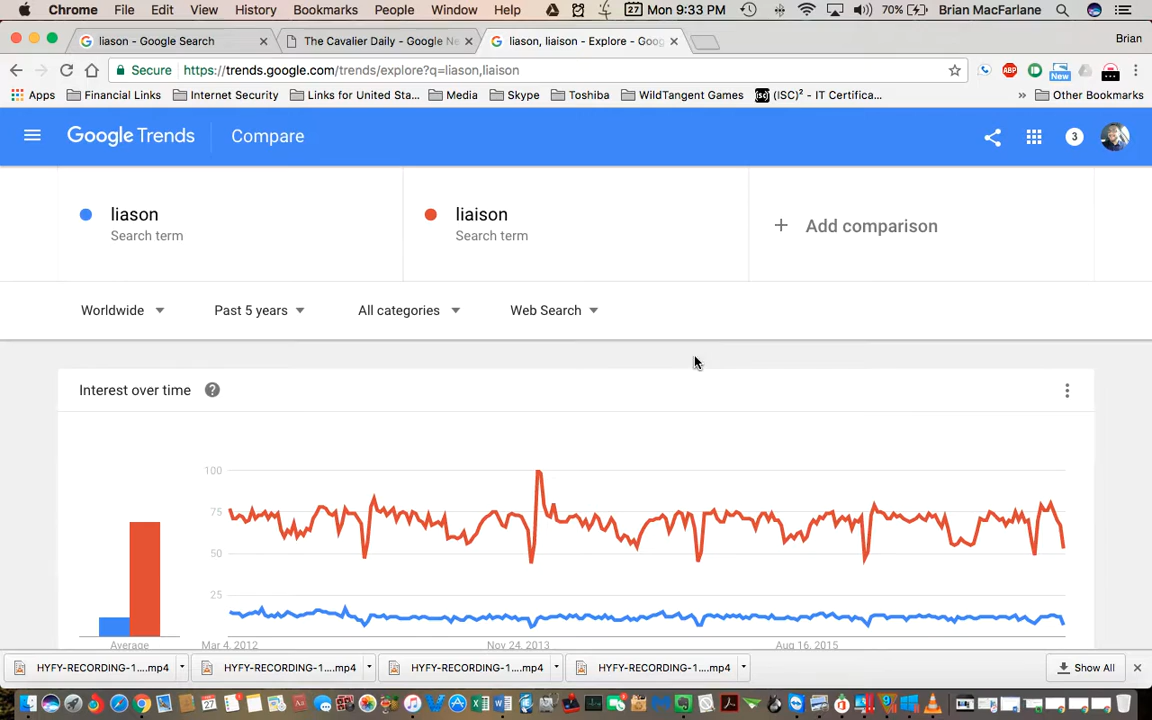 Chrome File Edit View History Bookmarks People Window Help 27 Mon 9:33 PM 70% Brian MacFarlane
liason - Google Search The Cavalier Daily - Google Ne liason, liaison - Explore - Goog Brian
Secure https://trends.google.com/trends/explore?q=liason,liaison ABP New
Apps Financial Links Internet Security Links for United Sta... Media Skype Toshiba WildTangent Games (ISC)² - IT Certifica... » Other Bookmarks
Google Trends Compare 3
liason liaison
Search term Search term
+ Add comparison
Worldwide Past 5 years All categories Web Search
Interest over time ?
100
75
50
25
Average Mar 4, 2012 Nov 24, 2013 Aug 16, 2015
HYFY-RECORDING-1....mp4 HYFY-RECORDING-1....mp4 HYFY-RECORDING-1....mp4 HYFY-RECORDING-1....mp4 Show All